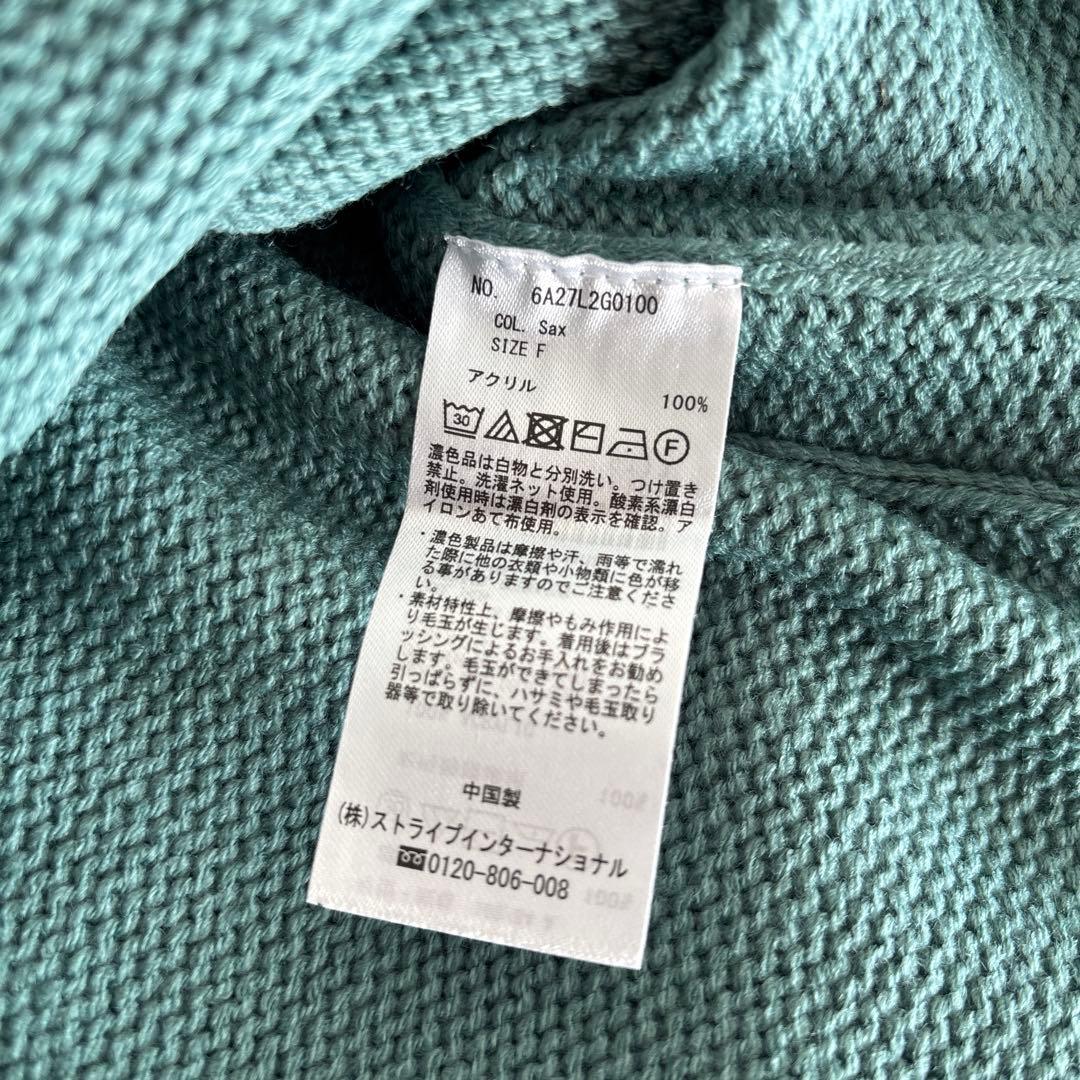 NO. 6A27L2G0100
COL. Sax
SIZE F
アクリル 100%
30 F
濃色品は白物と分別洗い。つけ置き
禁止。洗濯ネット使用。酸素系漂白
剤使用時は漂白剤の表示を確認。ア
イロンあて布使用。
・濃色製品は摩擦や汗、雨等で濡れ
た際に他の衣類や小物類に色が移
る事がありますのでご注意くださ
い。
・素材特性上、摩擦やもみ作用によ
り毛玉が生じます。着用後はブラ
ッシングによるお手入れをお勧め
します。毛玉ができてしまったら
引っぱらずに、ハサミや毛玉取り
器等で取り除いてください。
中国製
(株)ストライプインターナショナル
0120-806-008